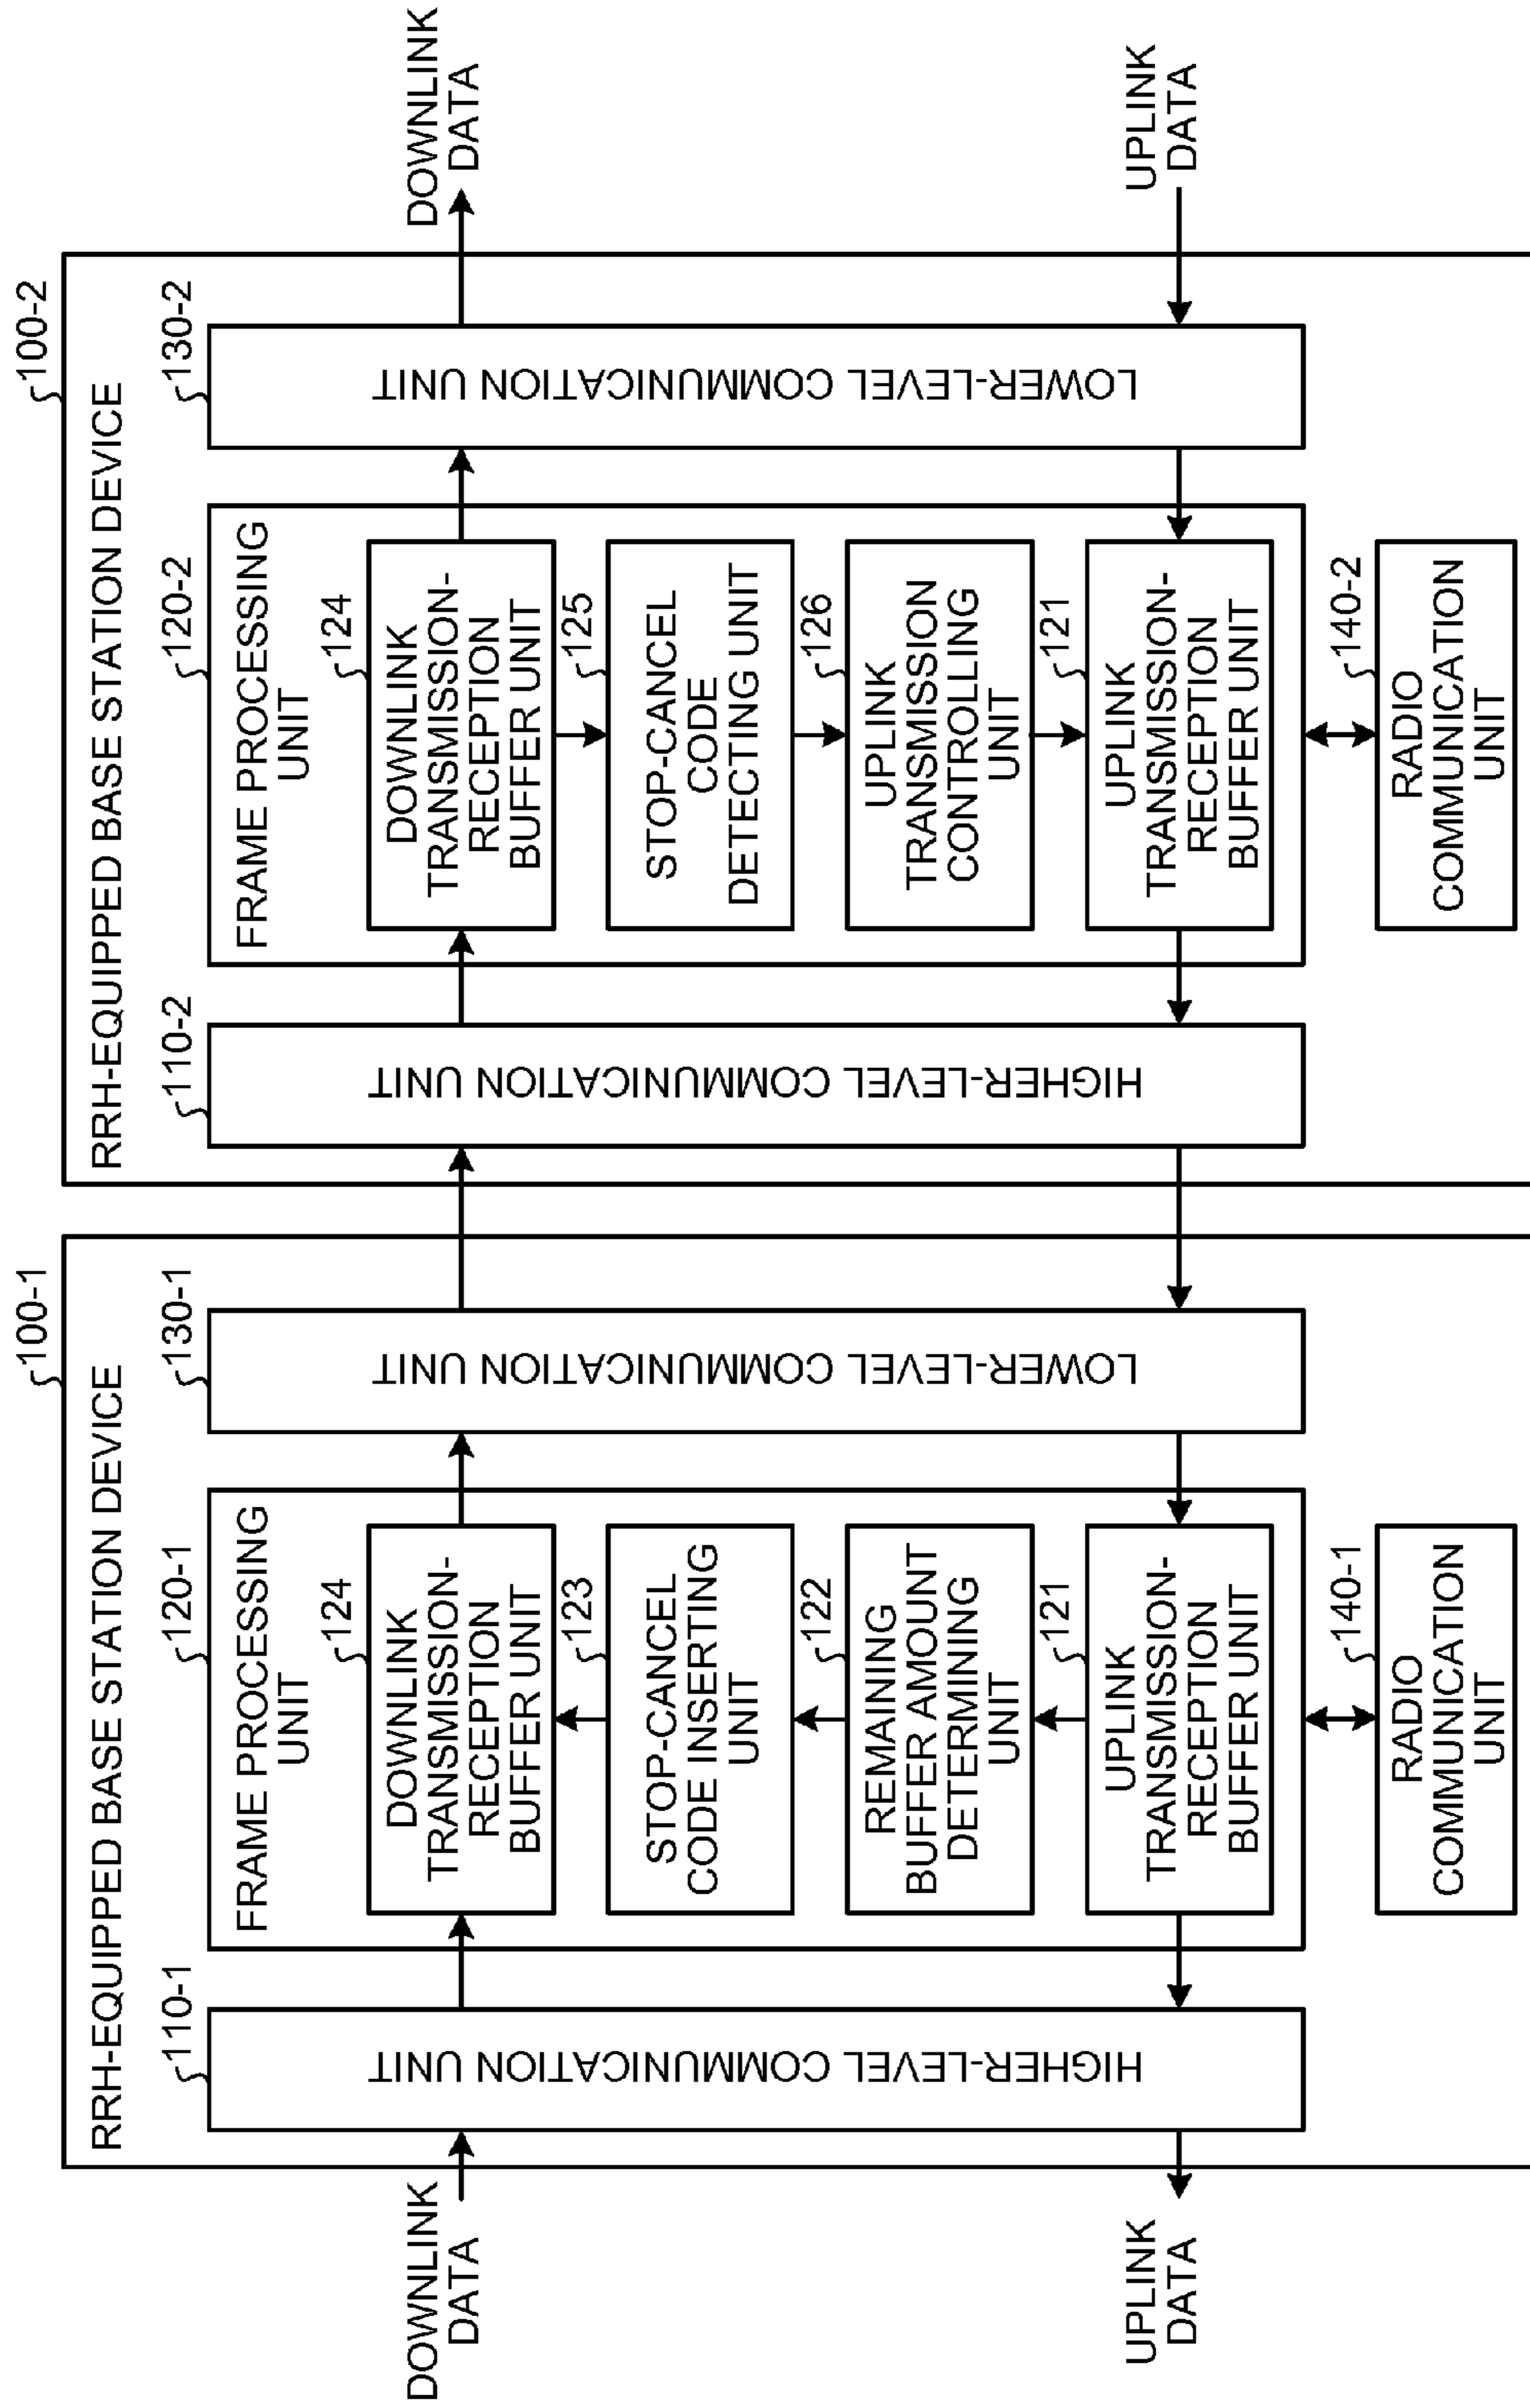 100-1
RRH-EQUIPPED BASE STATION DEVICE
DOWNLINK
DATA
UPLINK
DATA
110-1
HIGHER-LEVEL COMMUNICATION UNIT
120-1
FRAME PROCESSING
UNIT
124
DOWNLINK
TRANSMISSION-
RECEPTION
BUFFER UNIT
123
STOP-CANCEL
CODE INSERTING
UNIT
122
REMAINING
BUFFER AMOUNT
DETERMINING
UNIT
121
UPLINK
TRANSMISSION-
RECEPTION
BUFFER UNIT
140-1
RADIO
COMMUNICATION
UNIT
130-1
LOWER-LEVEL COMMUNICATION UNIT
100-2
RRH-EQUIPPED BASE STATION DEVICE
110-2
HIGHER-LEVEL COMMUNICATION UNIT
120-2
FRAME PROCESSING
UNIT
124
DOWNLINK
TRANSMISSION-
RECEPTION
BUFFER UNIT
125
STOP-CANCEL
CODE
DETECTING UNIT
126
UPLINK
TRANSMISSION
CONTROLLING
UNIT
121
UPLINK
TRANSMISSION-
RECEPTION
BUFFER UNIT
140-2
RADIO
COMMUNICATION
UNIT
130-2
LOWER-LEVEL COMMUNICATION UNIT
DOWNLINK
DATA
UPLINK
DATA